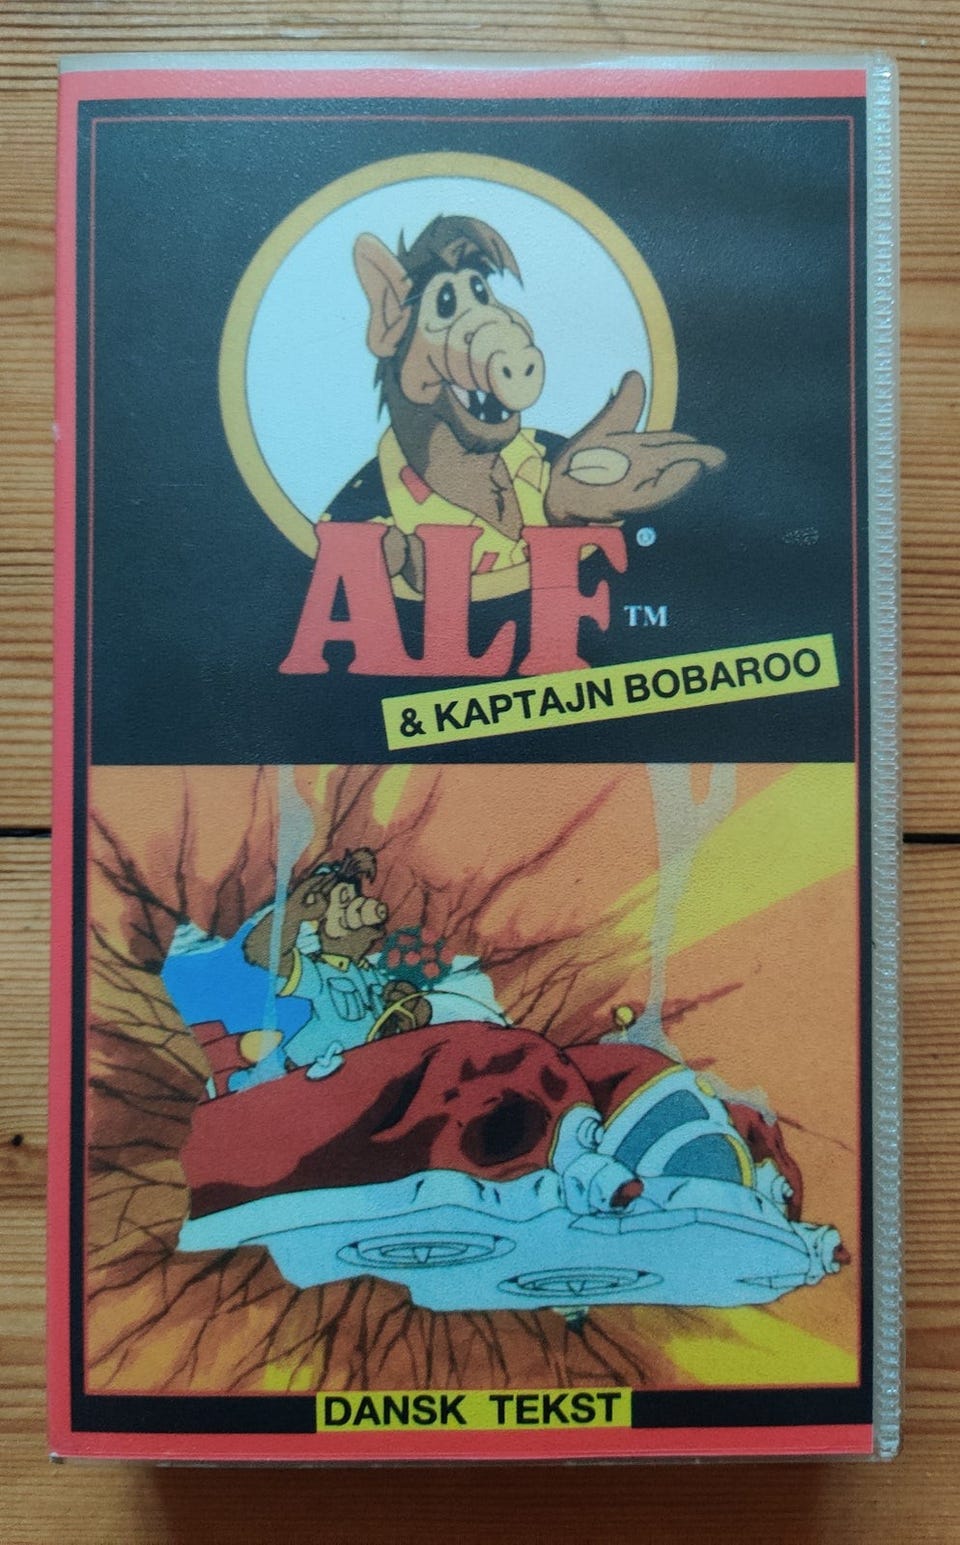 ALF®
TM
& KAPTAJN BOBAROO
DANSK TEKST